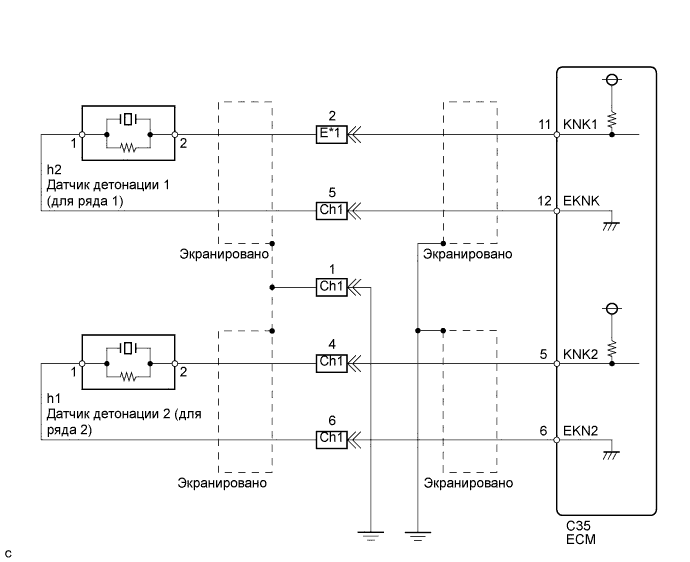 2
E*1
11 KNK1
1 2
h2
Датчик детонации 1
(для ряда 1)
5
Ch1
12 EKNK
Экранировано
Экранировано
1
Ch1
4
Ch1
5 KNK2
1 2
h1
Датчик детонации 2 (для
ряда 2)
6
Ch1
6 EKN2
Экранировано
Экранировано
C35
ECM
c